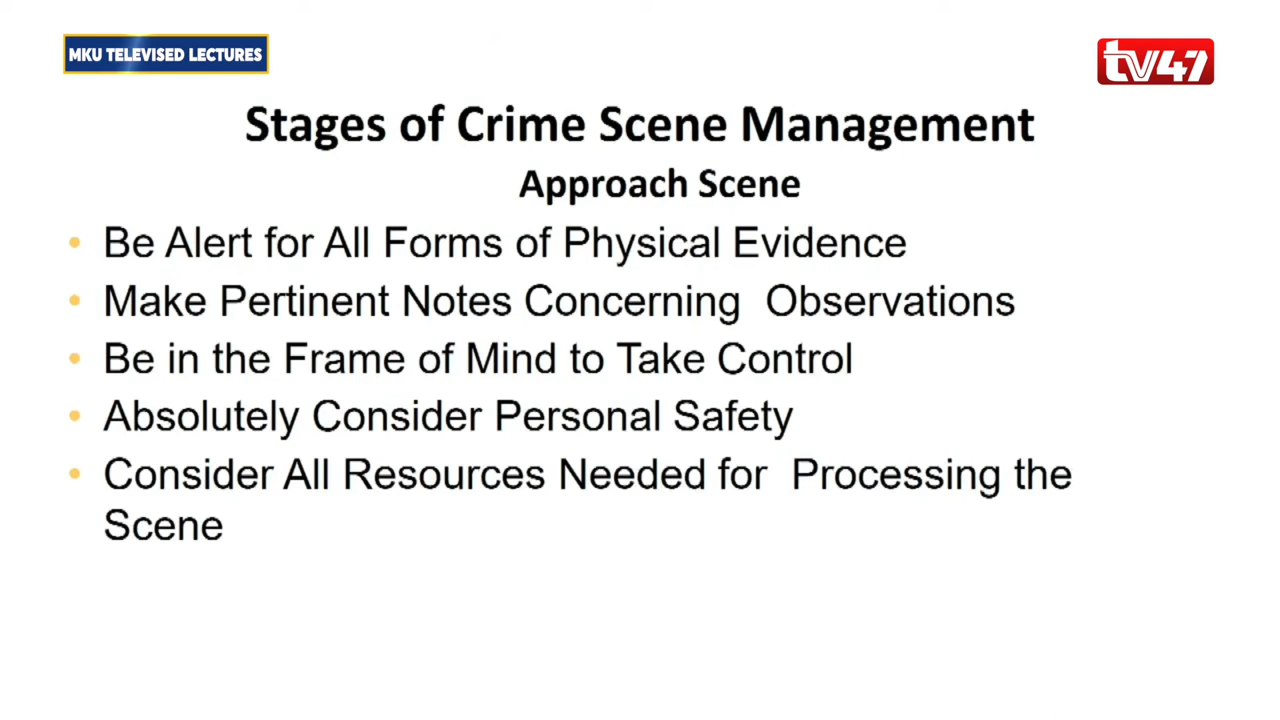 MKU TELEVISED LECTURES
tv47
Stages of Crime Scene Management
Approach Scene
• Be Alert for All Forms of Physical Evidence
• Make Pertinent Notes Concerning  Observations
• Be in the Frame of Mind to Take Control
• Absolutely Consider Personal Safety
• Consider All Resources Needed for  Processing the
Scene